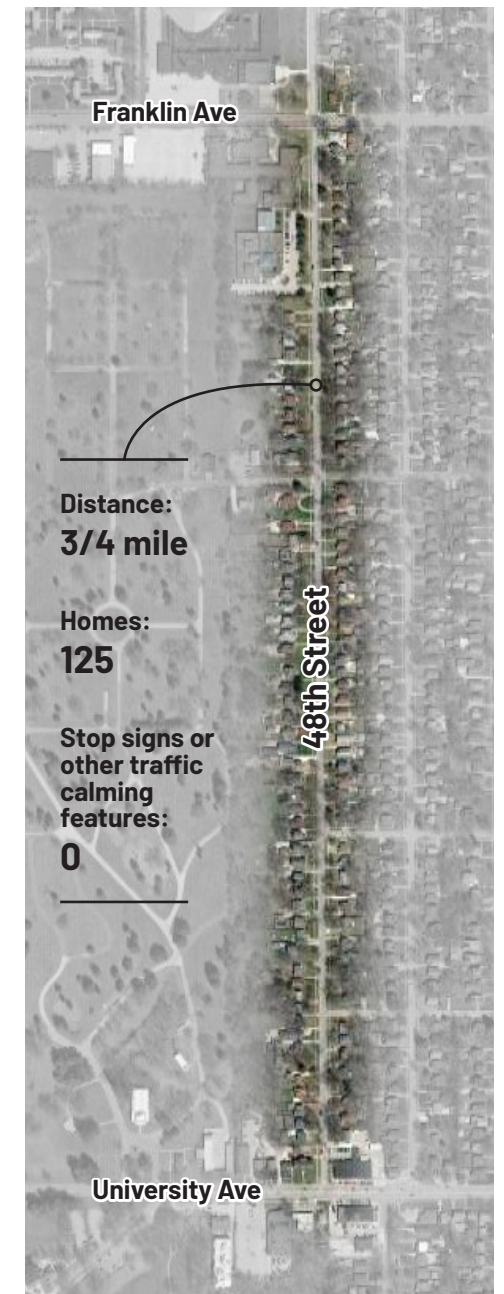 Franklin Ave
Distance:
3/4 mile
Homes:
125
48th Street
Stop signs or
other traffic
calming
features:
0
University Ave